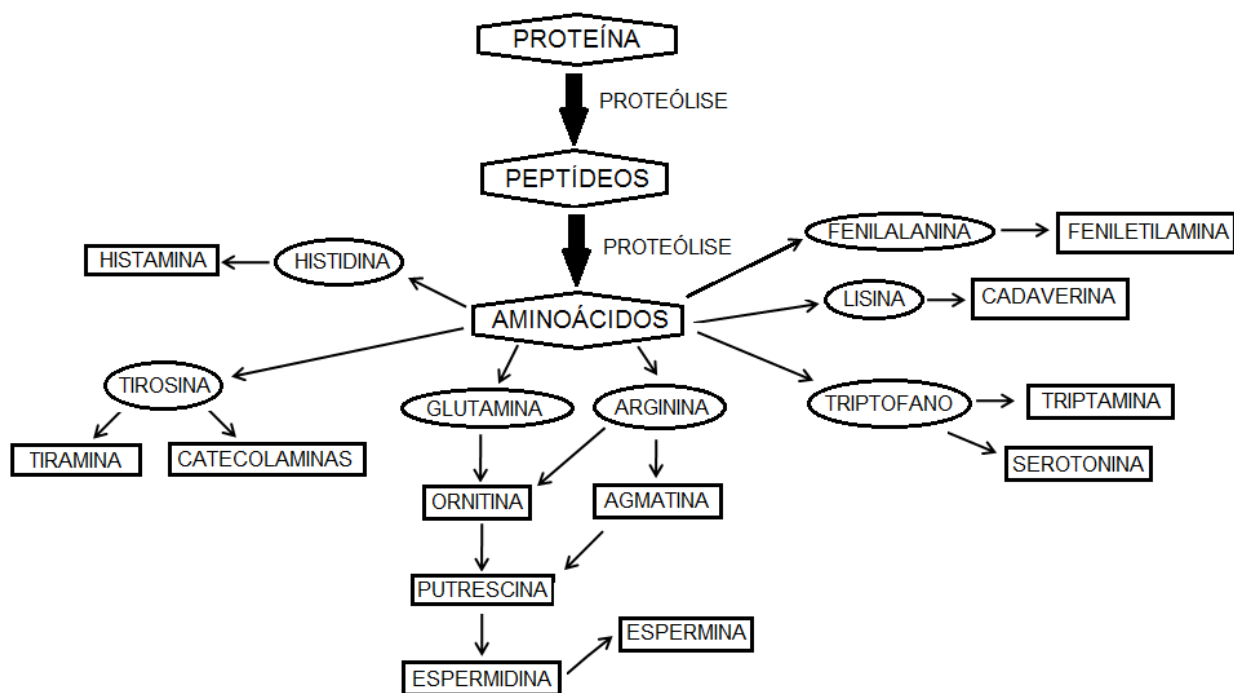 PROTEÍNA
PROTEÓLISE
PEPTÍDEOS
PROTEÓLISE
FENILALANINA
FENILETILAMINA
HISTAMINA
HISTIDINA
LISINA
CADAVERINA
AMINOÁCIDOS
TIROSINA
GLUTAMINA
ARGININA
TRIPTOFANO
TRIPTAMINA
TIRAMINA
CATECOLAMINAS
SEROTONINA
ORNITINA
AGMATINA
PUTRESCINA
ESPERMINA
ESPERMIDINA